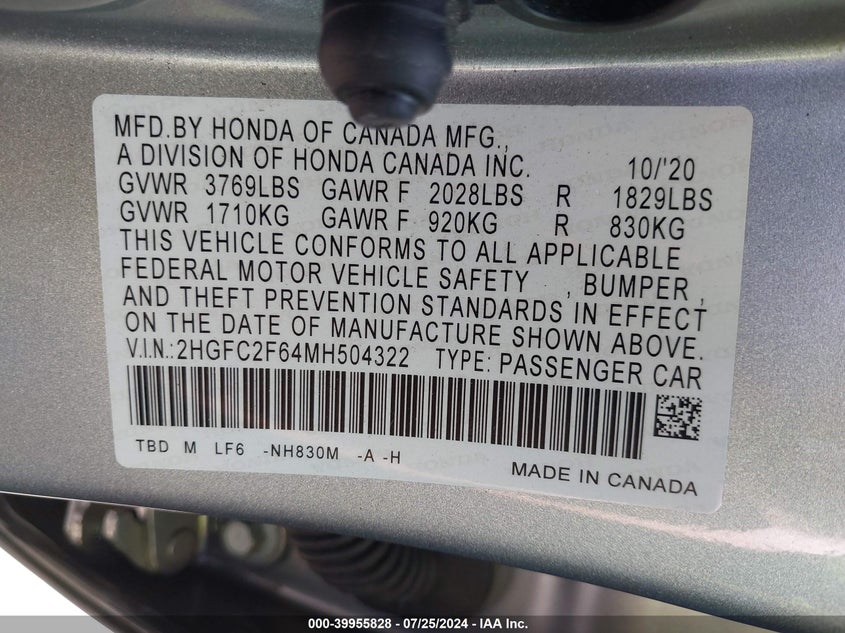 MFD.BY HONDA OF CANADA MFG.,
A DIVISION OF HONDA CANADA INC. 10/'20
GVWR 3769LBS GAWR F 2028LBS R 1829LBS
GVWR 1710KG GAWR F 920KG R 830KG
THIS VEHICLE CONFORMS TO ALL APPLICABLE
FEDERAL MOTOR VEHICLE SAFETY , BUMPER ,
AND THEFT PREVENTION STANDARDS IN EFFECT
ON THE DATE OF MANUFACTURE SHOWN ABOVE.
V.I.N.:2HGFC2F64MH504322 TYPE: PASSENGER CAR
TBD M LF6 -NH830M -A -H
MADE IN CANADA
000-39955828 / 07/25/2024 / IAA Inc.